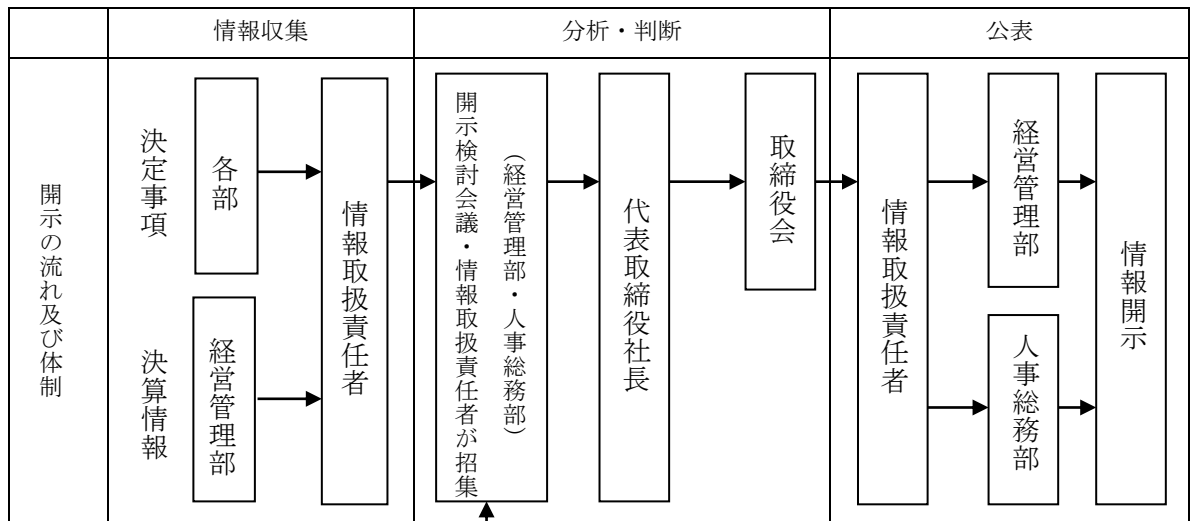 情報収集
分析・判断
公表
開示の流れ及び体制
決定事項
各部
決算情報
経営管理部
情報取扱責任者
開示検討会議・情報取扱責任者が招集
（経営管理部・人事総務部）
代表取締役社長
取締役会
情報取扱責任者
経営管理部
人事総務部
情報開示